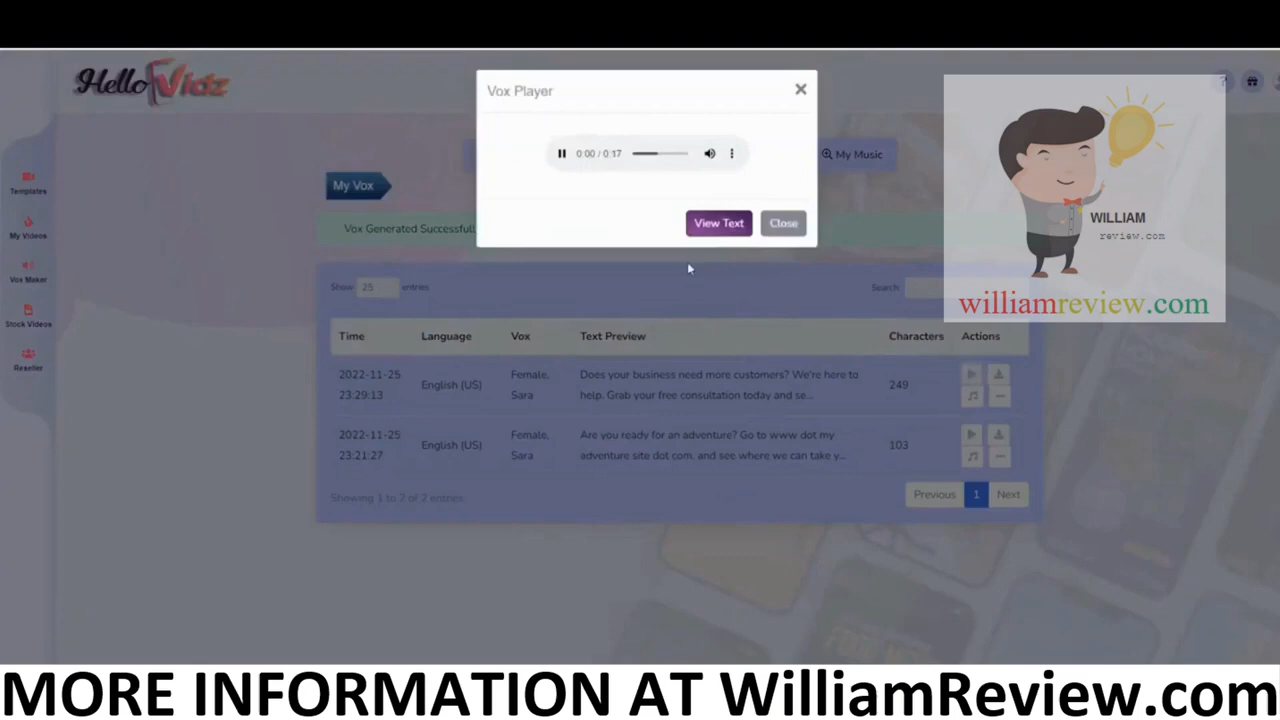 HelloVidz
Vox Player
0:00 / 0:17
View Text
Close
My Music
My Vox
Vox Generated Successful
WILLIAM
review.com
williamreview.com
Templates
My Videos
Vox Maker
Stock Videos
Reseller
Show 25 entries
Search:
Time Language Vox Text Preview Characters Actions
2022-11-25
23:29:13
English (US)
Female,
Sara
Does your business need more customers? We're here to
help. Grab your free consultation today and se...
249
2022-11-25
23:21:27
English (US)
Female,
Sara
Are you ready for an adventure? Go to www dot my
adventure site dot com. and see where we can take y...
103
Showing 1 to 2 of 2 entries
Previous 1 Next
MORE INFORMATION AT WilliamReview.com